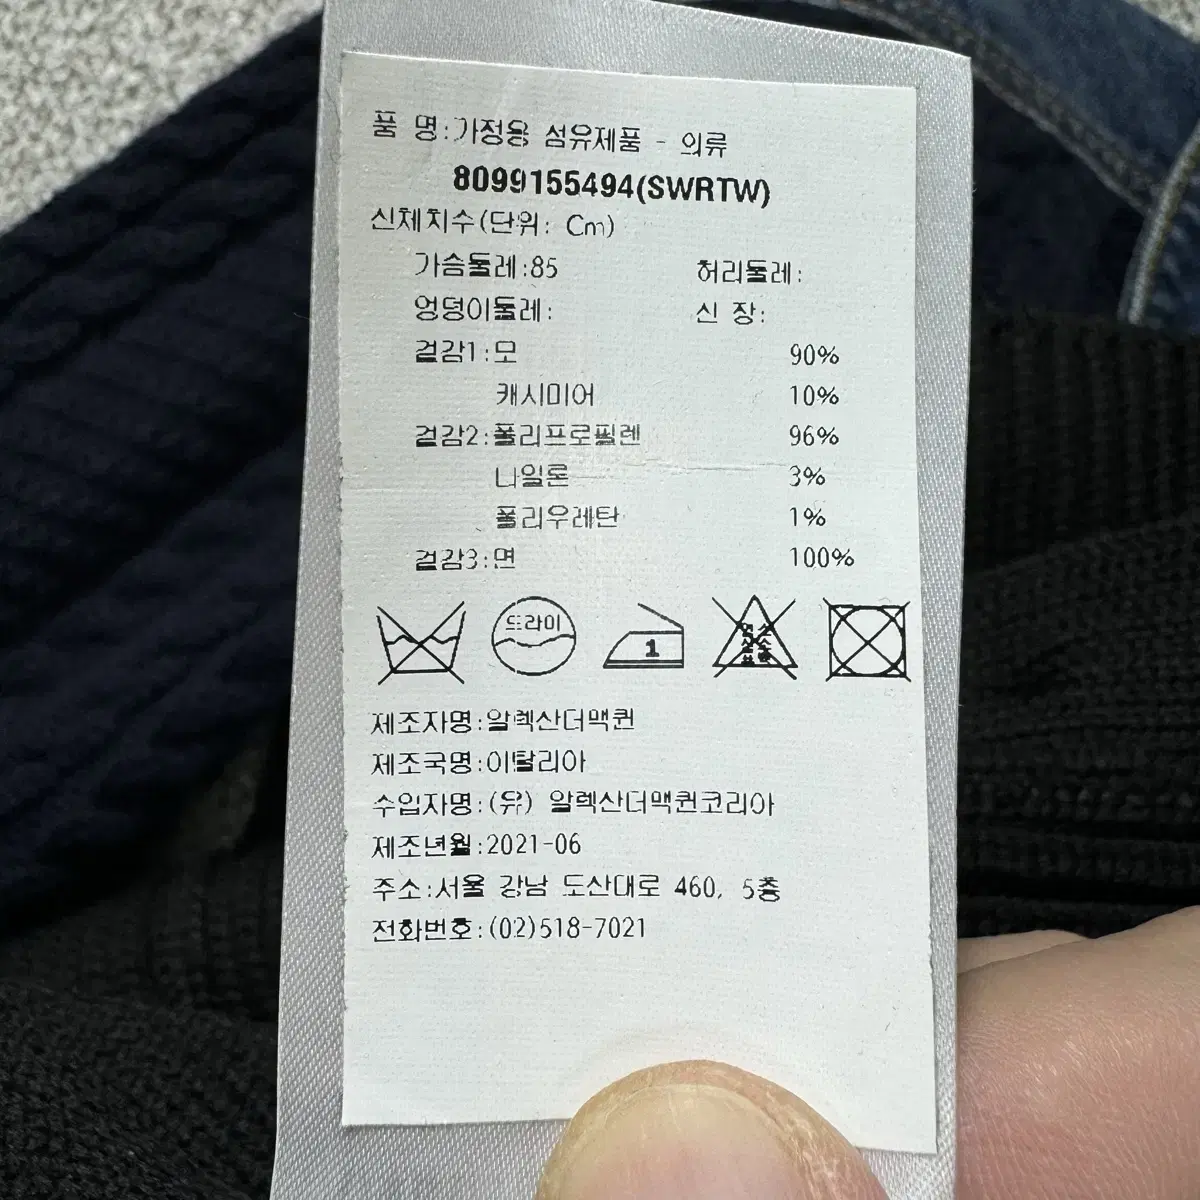 품 명:가정용 섬유제품 - 의류
8099155494(SWRTW)
신체치수(단위: Cm)
가슴둘레:85 허리둘레:
엉덩이둘레: 신 장:
겉감1:모 90%
캐시미어 10%
겉감2:폴리프로필렌 96%
나일론 3%
폴리우레탄 1%
겉감3:면 100%
드라이
1
제조자명:알렉산더맥퀸
제조국명:이탈리아
수입자명:(유) 알렉산더맥퀸코리아
제조년월:2021-06
주소:서울 강남 도산대로 460, 5층
전화번호:(02)518-7021